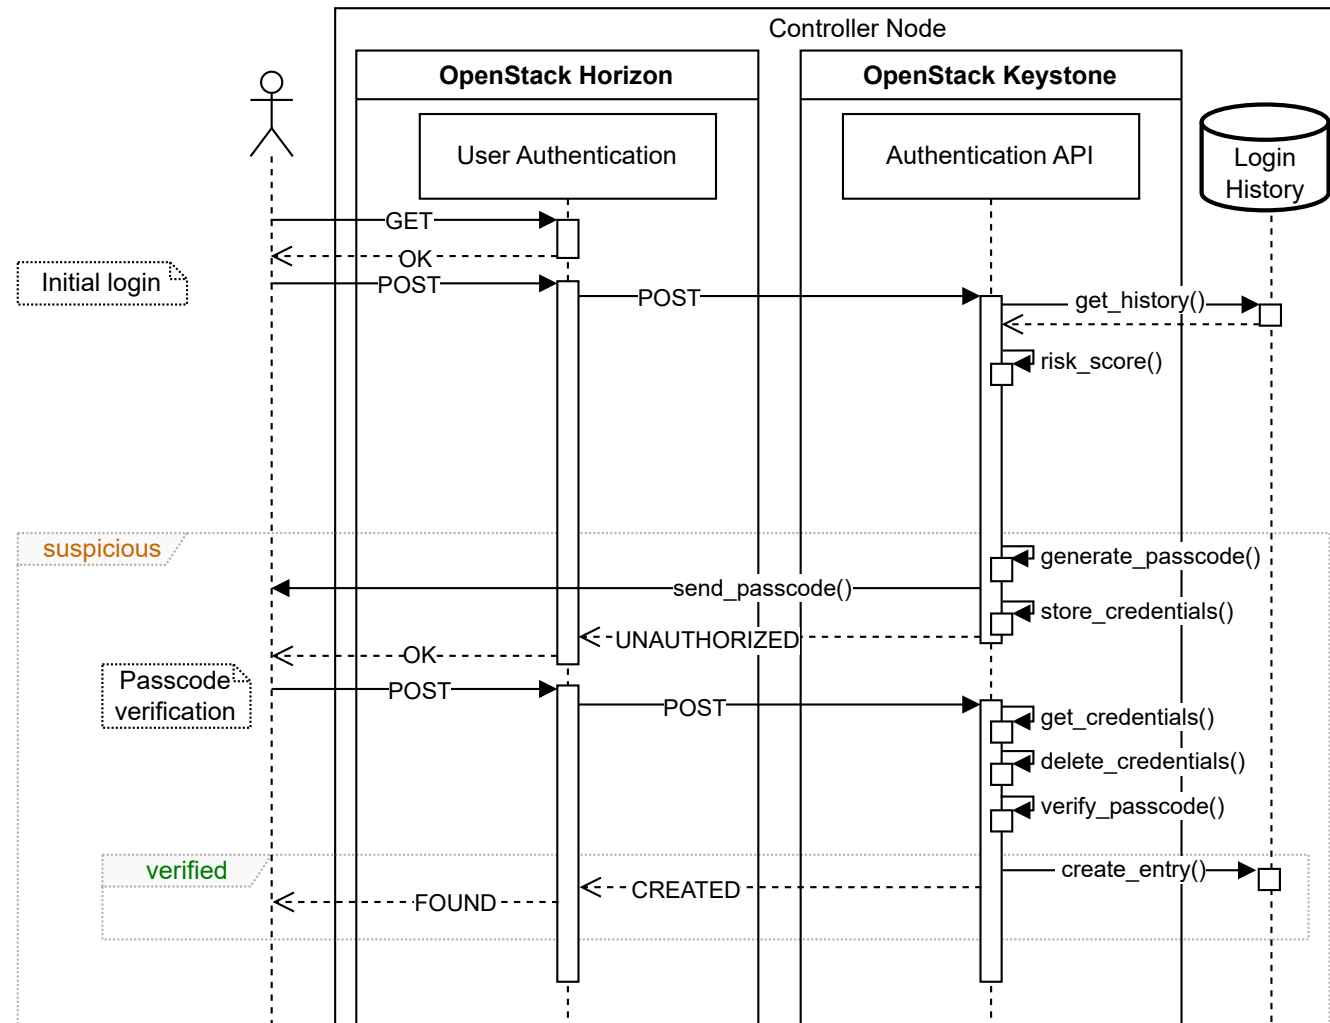 Controller Node
OpenStack Horizon
OpenStack Keystone
User Authentication
Authentication API
Login
History
GET
OK
Initial login
POST
POST
get_history()
risk_score()
suspicious
generate_passcode()
send_passcode()
store_credentials()
UNAUTHORIZED
OK
Passcode
verification
POST
POST
get_credentials()
delete_credentials()
verify_passcode()
verified
create_entry()
CREATED
FOUND